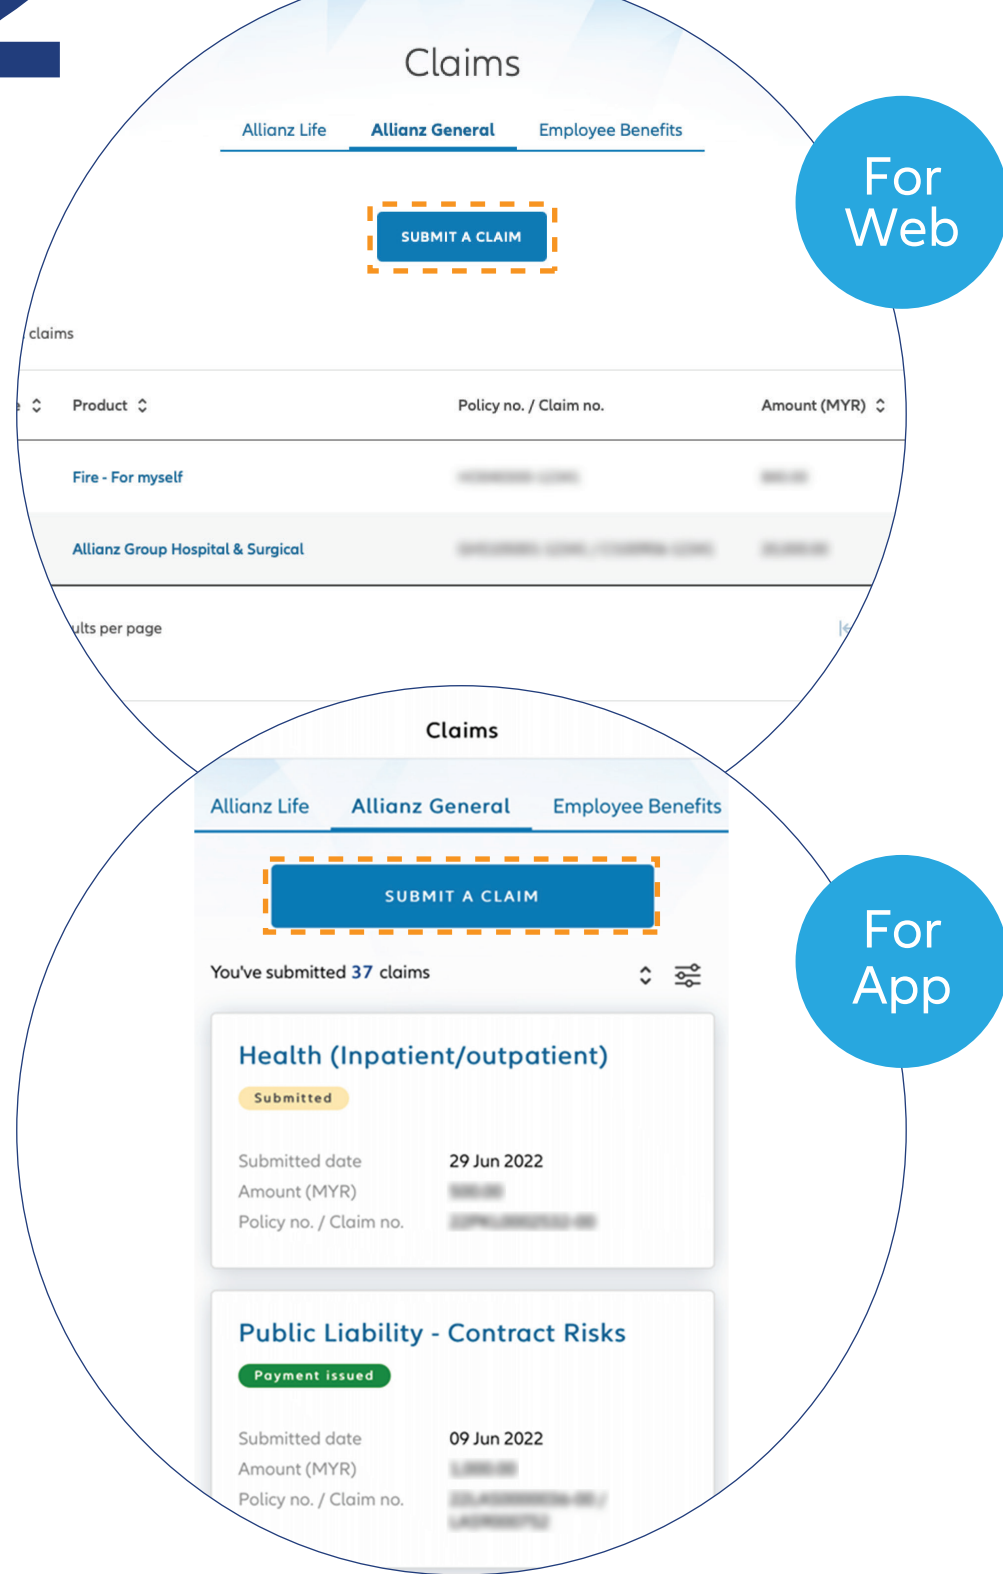 Claims
Allianz Life Allianz General Employee Benefits
SUBMIT A CLAIM
For
Web
claims
Product Policy no. / Claim no. Amount (MYR)
Fire - For myself
Allianz Group Hospital & Surgical
per page
Claims
Allianz Life Allianz General Employee Benefits
SUBMIT A CLAIM
For
App
You've submitted 37 claims
Health (Inpatient/outpatient)
Submitted
Submitted date 29 Jun 2022
Amount (MYR)
Policy no. / Claim no.
Public Liability - Contract Risks
Payment issued
Submitted date 09 Jun 2022
Amount (MYR)
Policy no. / Claim no.